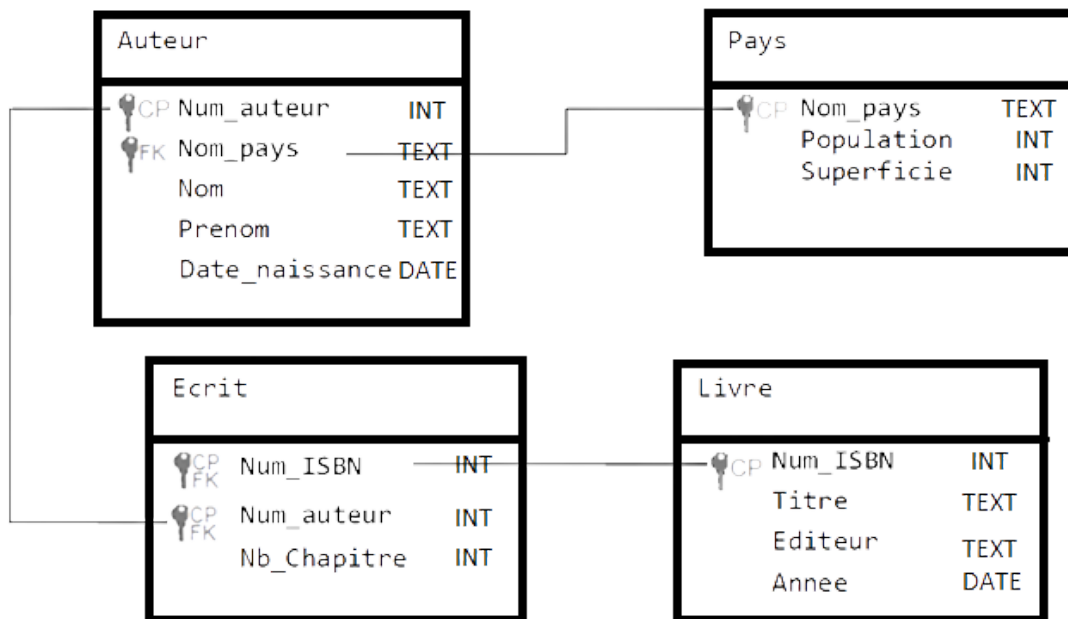 Auteur
CP Num_auteur INT
FK Nom_pays TEXT
Nom TEXT
Prenom TEXT
Date_naissance DATE
Pays
CP Nom_pays TEXT
Population INT
Superficie INT
Ecrit
CP FK Num_ISBN INT
CP FK Num_auteur INT
Nb_Chapitre INT
Livre
CP Num_ISBN INT
Titre TEXT
Editeur TEXT
Annee DATE